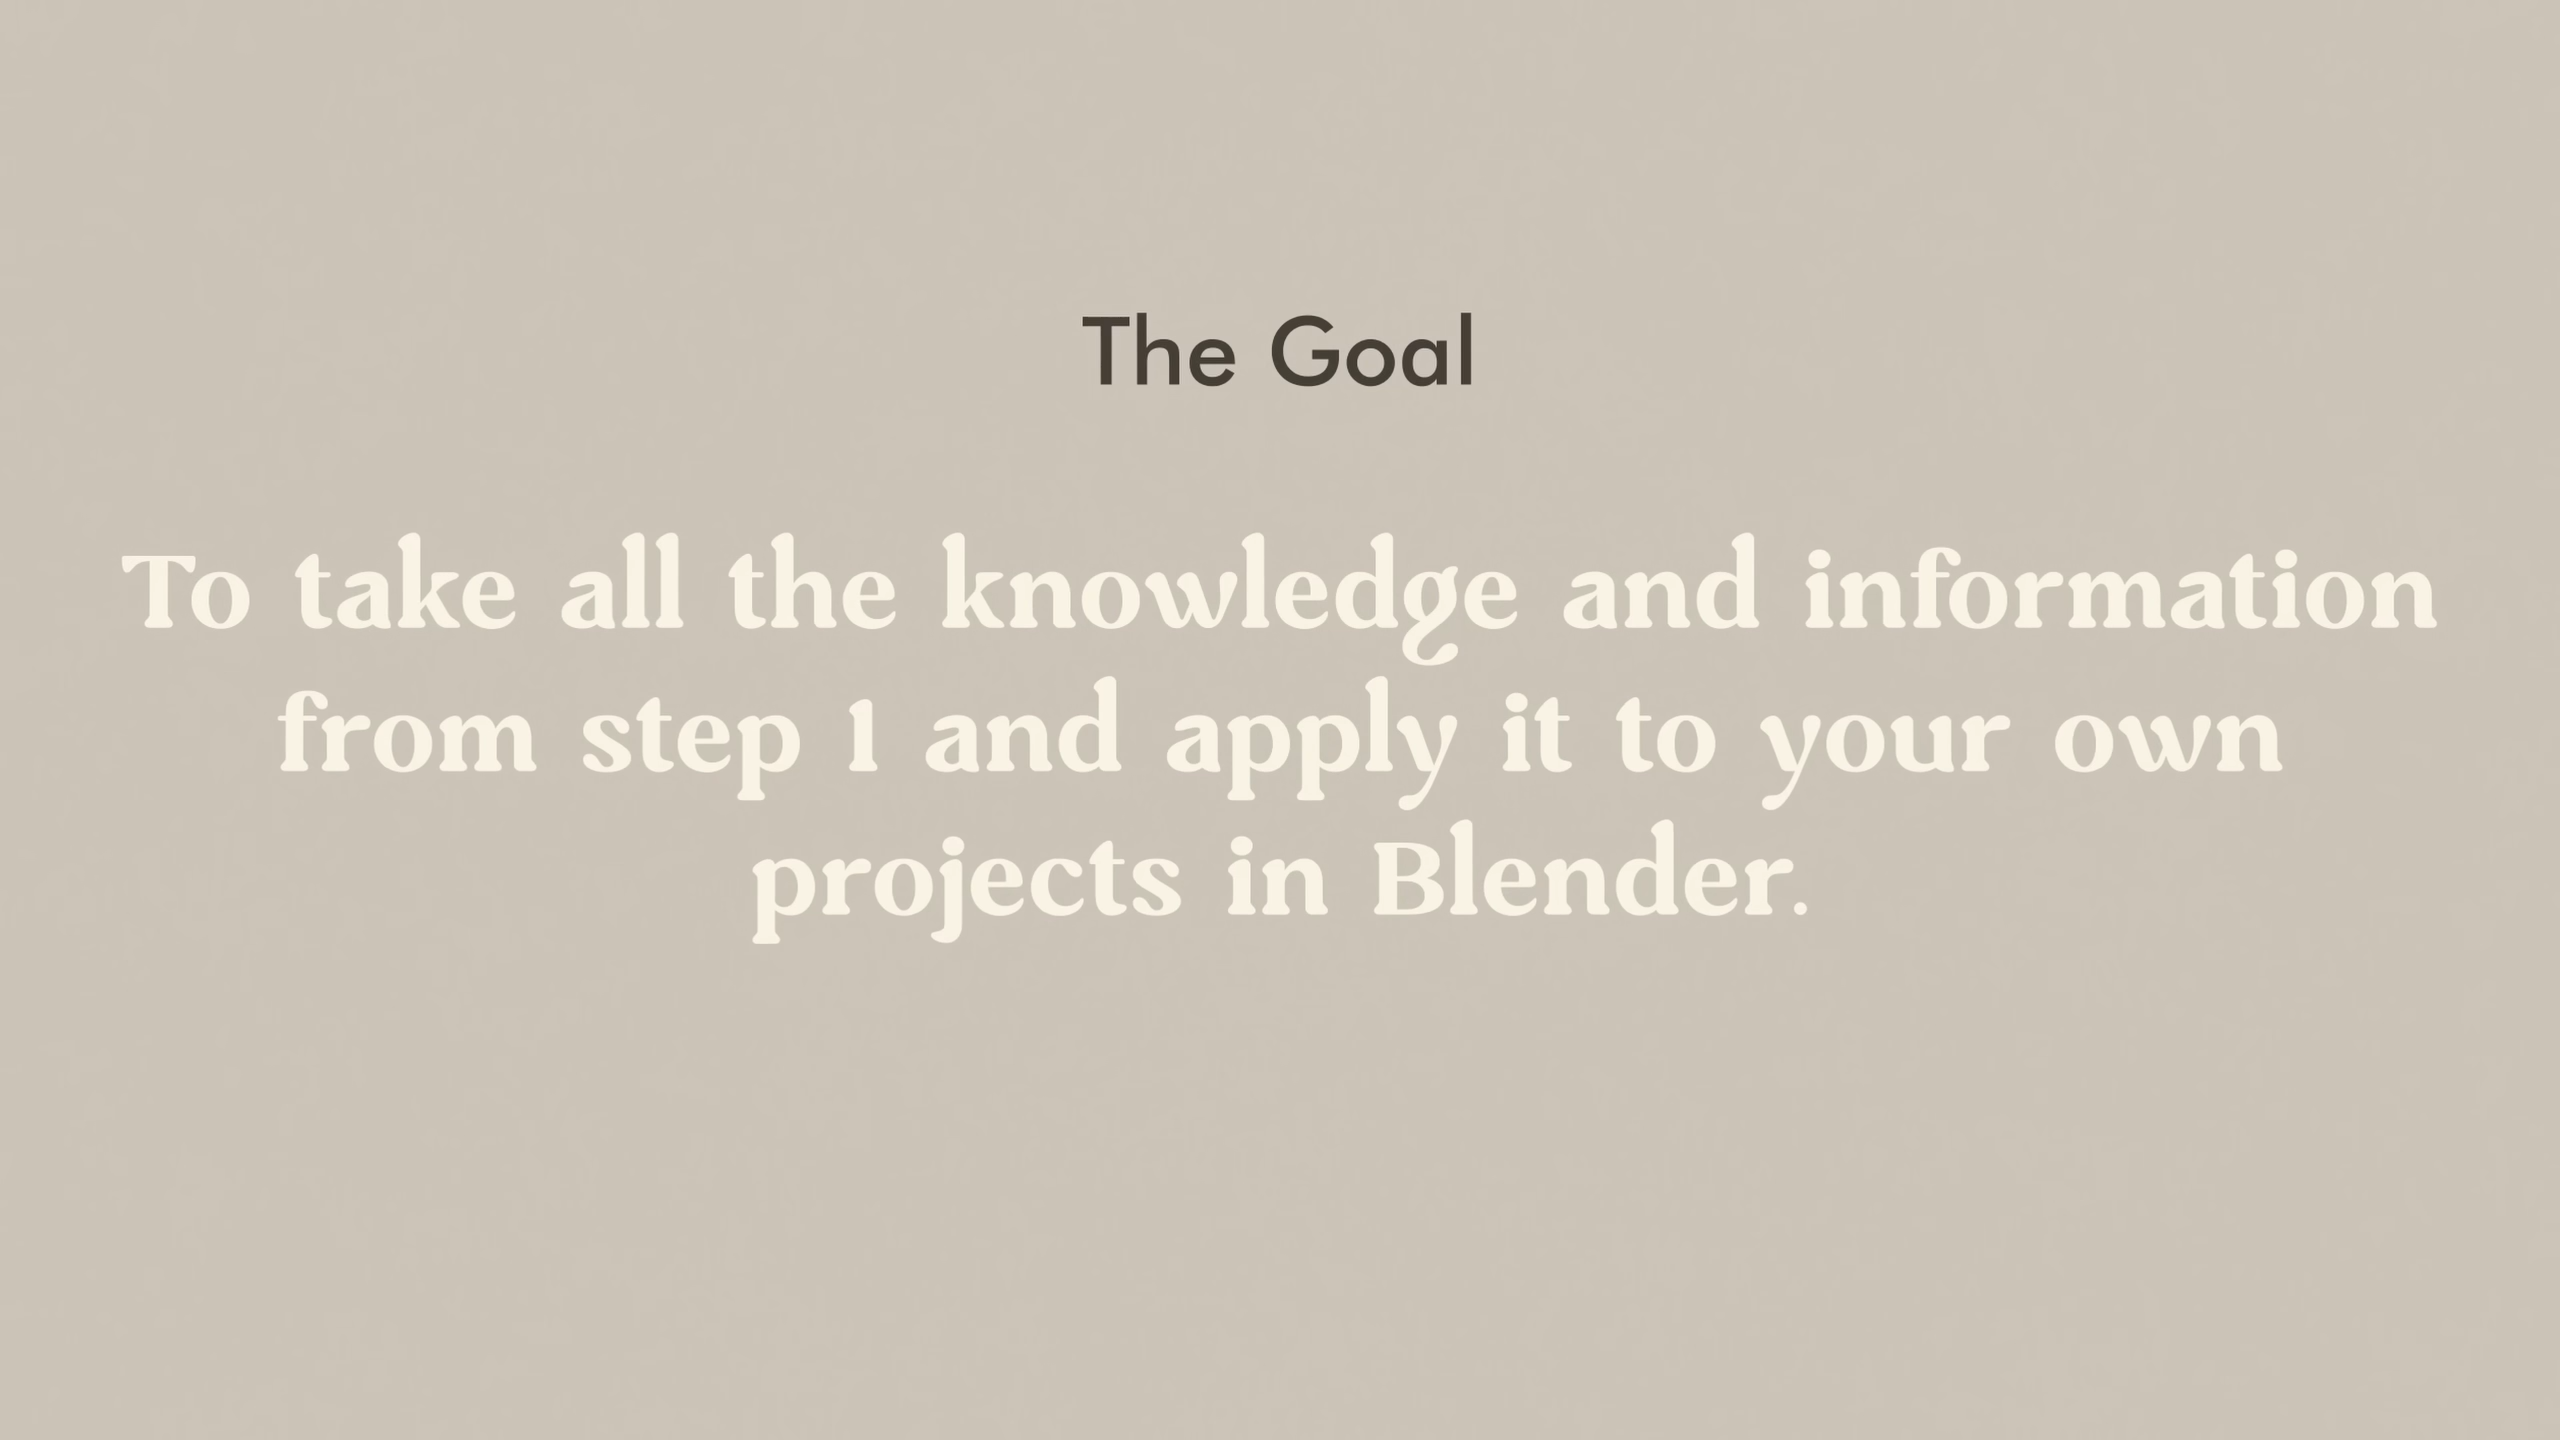 The Goal
To take all the knowledge and information
from step 1 and apply it to your own
projects in Blender.